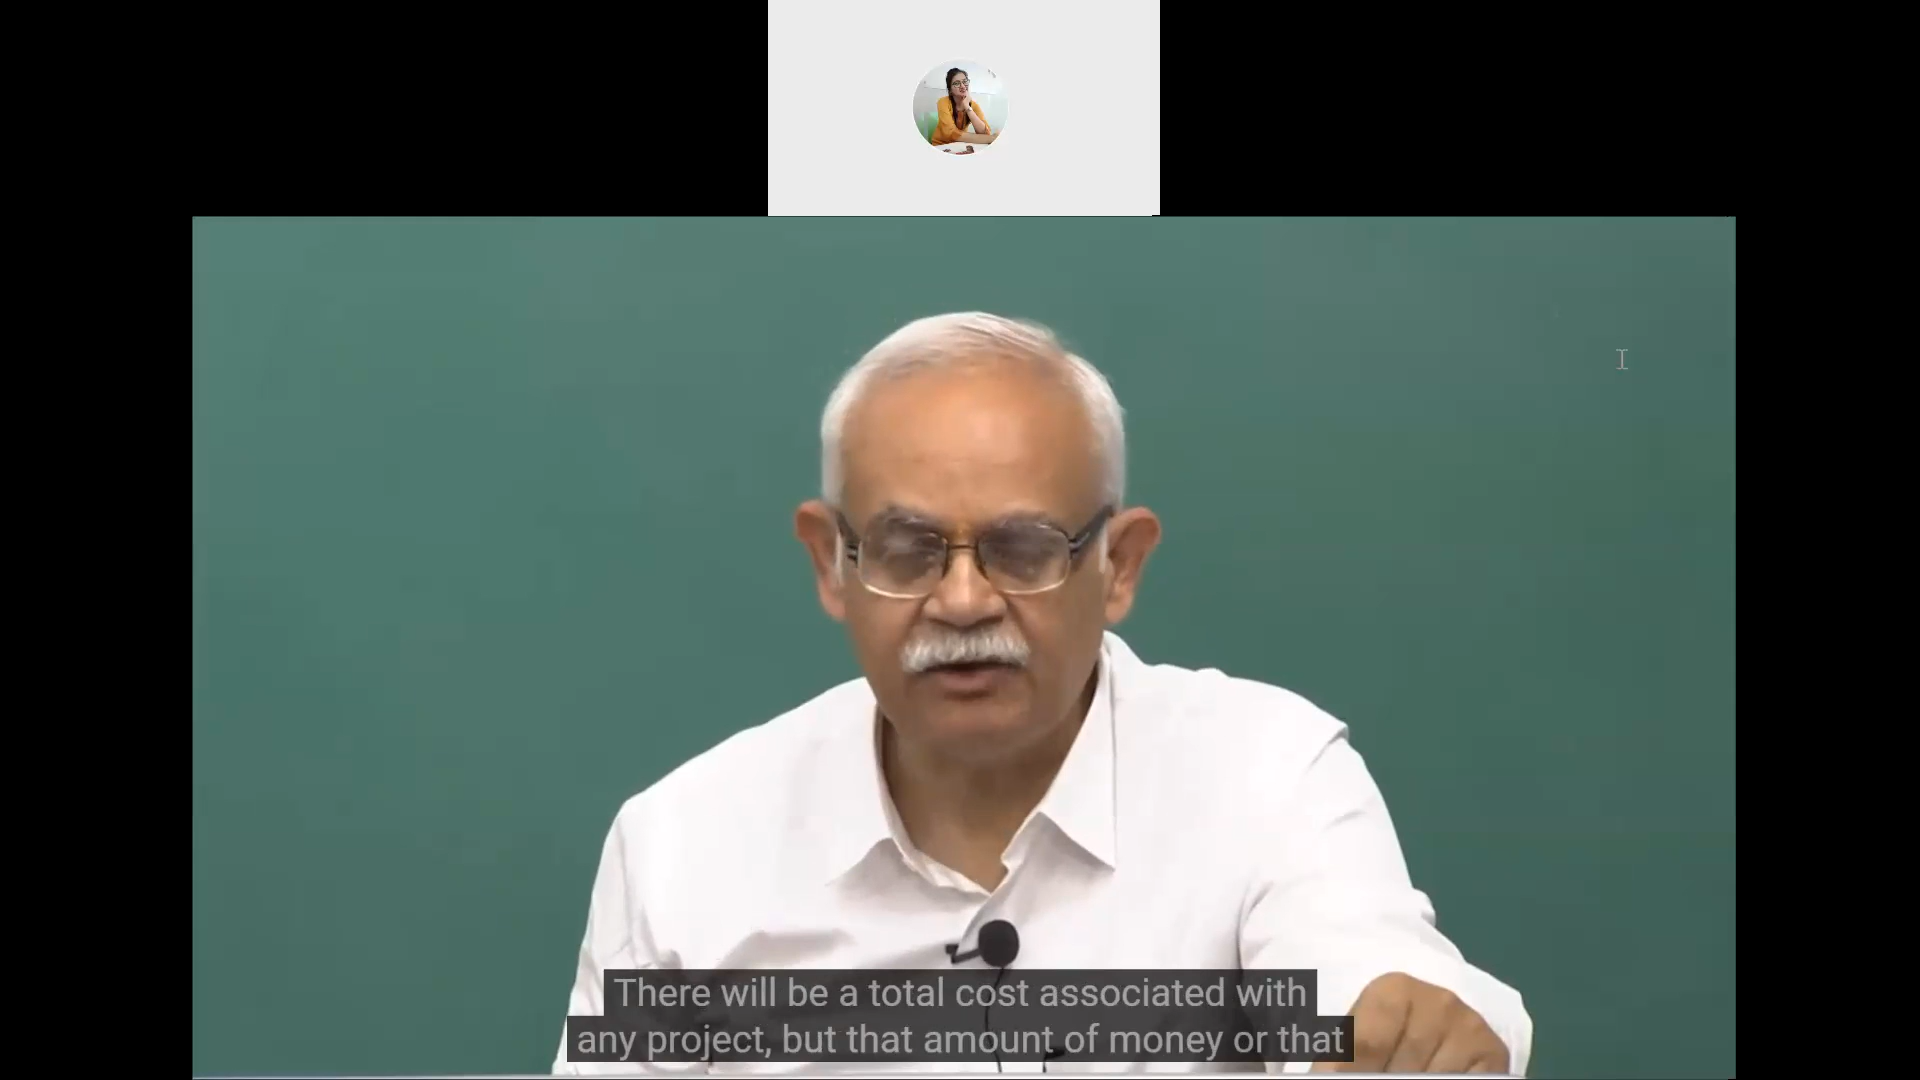 There will be a total cost associated with
any project, but that amount of money or that